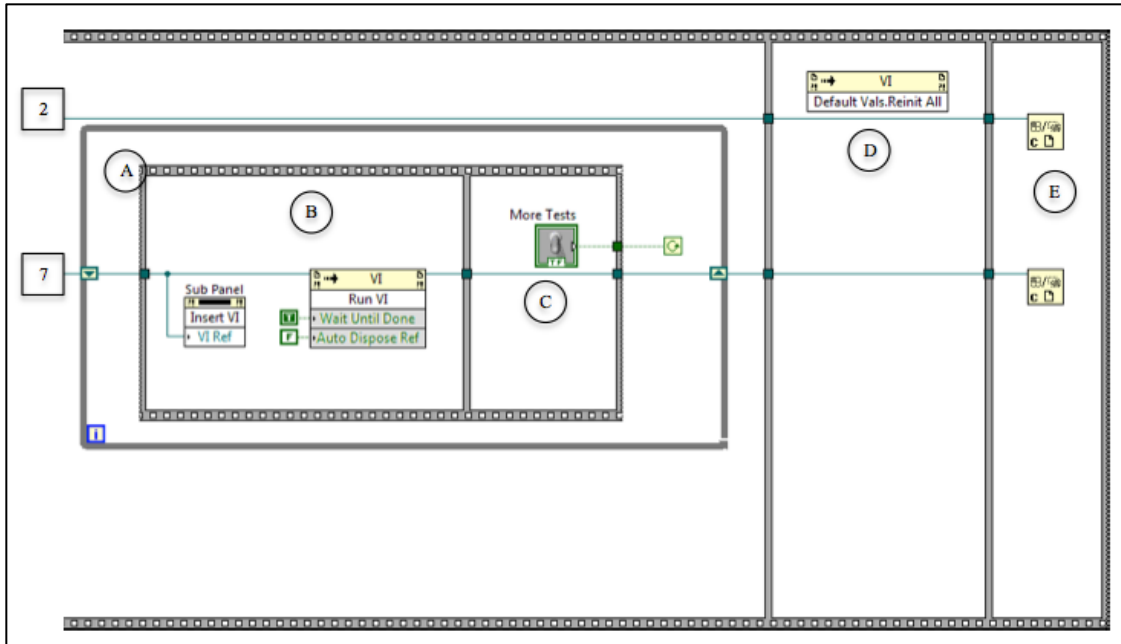 VI
Default Vals.Reinit All
2
C
D
A
E
B
More Tests
TF
7
Sub Panel
Insert VI
VI Ref
VI
Run VI
T
Wait Until Done
F
Auto Dispose Ref
C
C
i